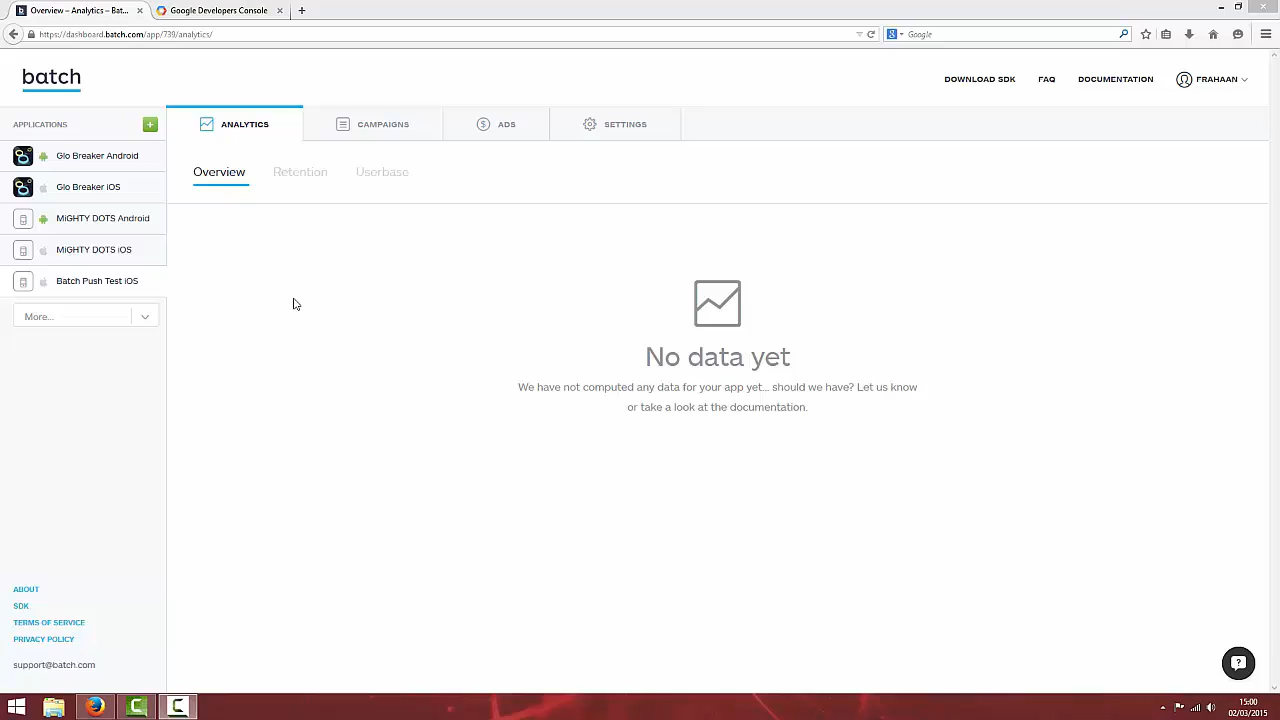 Overview – Analytics – Bat...
Google Developers Console
https://dashboard.batch.com/app/739/analytics/
Google
batch
DOWNLOAD SDK
FAQ
DOCUMENTATION
FRAHAAN
APPLICATIONS
ANALYTICS
CAMPAIGNS
ADS
SETTINGS
Glo Breaker Android
Glo Breaker iOS
MiGHTY DOTS Android
MiGHTY DOTS iOS
Batch Push Test iOS
More...
Overview
Retention
Userbase
No data yet
We have not computed any data for your app yet... should we have? Let us know
or take a look at the documentation.
ABOUT
SDK
TERMS OF SERVICE
PRIVACY POLICY
support@batch.com
15:00
02/03/2015